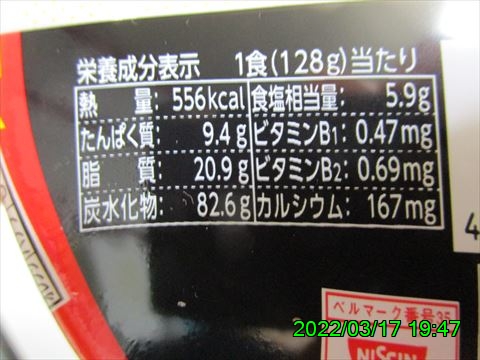 栄養成分表示 1食(128g)当たり
熱量: 556kcal 食塩相当量: 5.9g
たんぱく質: 9.4g ビタミンB1: 0.47mg
脂質: 20.9g ビタミンB2: 0.69mg
炭水化物: 82.6g カルシウム: 167mg
4
ベルマーク番号35
NISSIN
2022/03/17 19:47